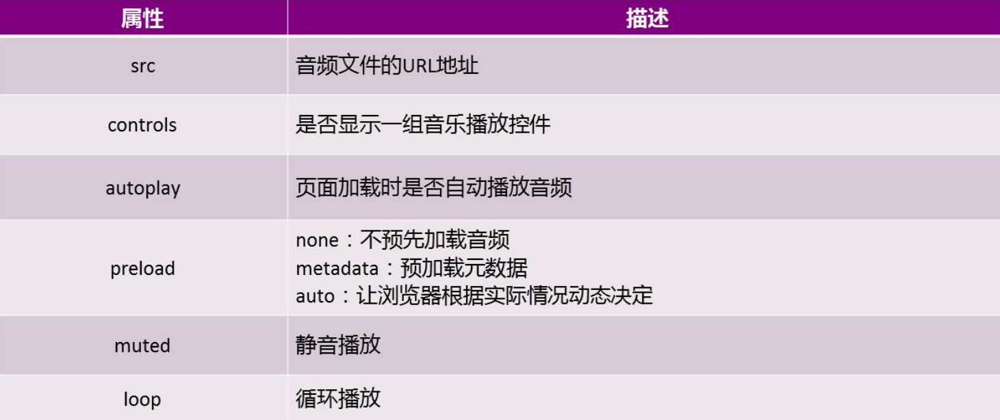 属性 描述
src 音频文件的URL地址
controls 是否显示一组音乐播放控件
autoplay 页面加载时是否自动播放音频
preload
none：不预先加载音频
metadata：预加载元数据
auto：让浏览器根据实际情况动态决定
muted 静音播放
loop 循环播放